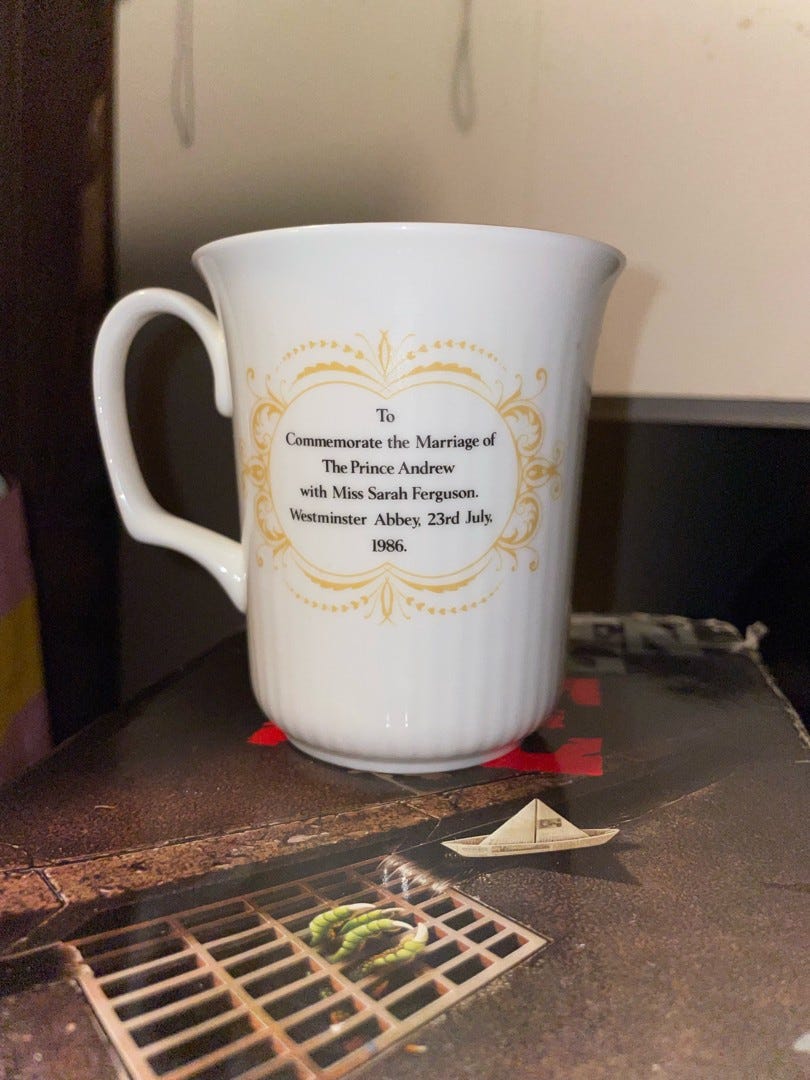 To
Commemorate the Marriage of
The Prince Andrew
with Miss Sarah Ferguson.
Westminster Abbey, 23rd July,
1986.